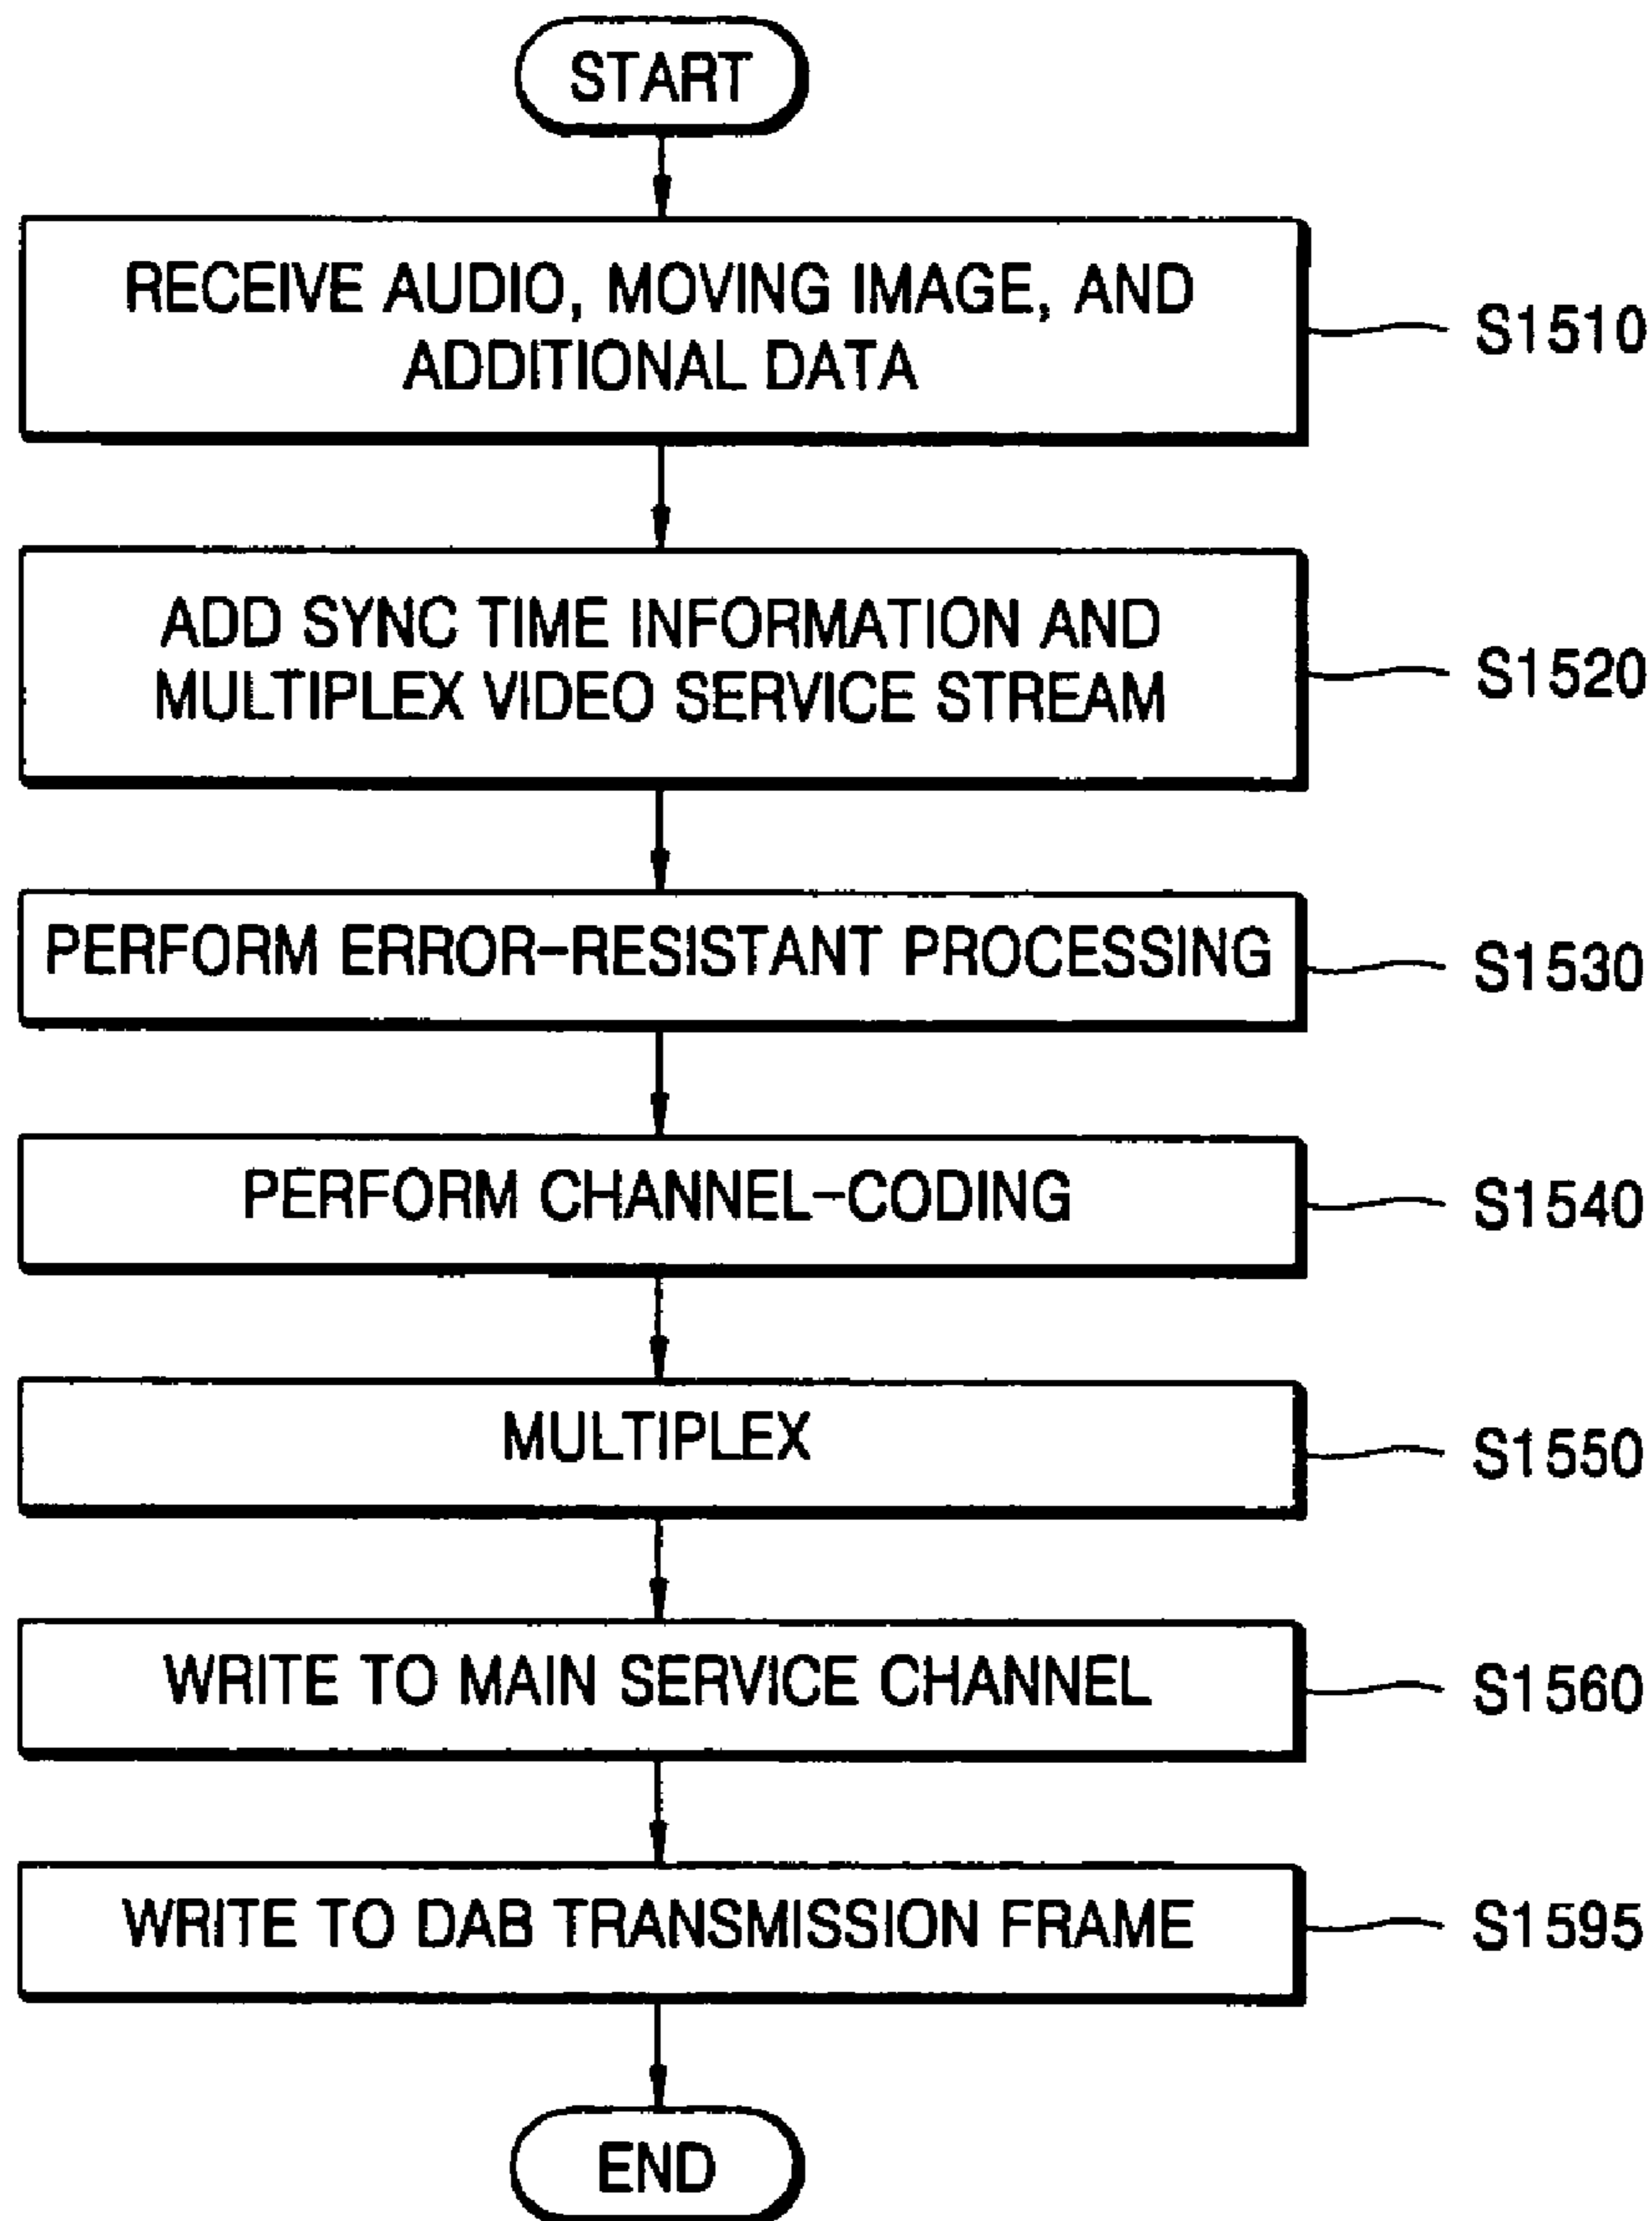 START
RECEIVE AUDIO, MOVING IMAGE, AND
ADDITIONAL DATA
S1510
ADD SYNC TIME INFORMATION AND
MULTIPLEX VIDEO SERVICE STREAM
S1520
PERFORM ERROR-RESISTANT PROCESSING
S1530
PERFORM CHANNEL-CODING
S1540
MULTIPLEX
S1550
WRITE TO MAIN SERVICE CHANNEL
S1560
WRITE TO DAB TRANSMISSION FRAME
S1595
END